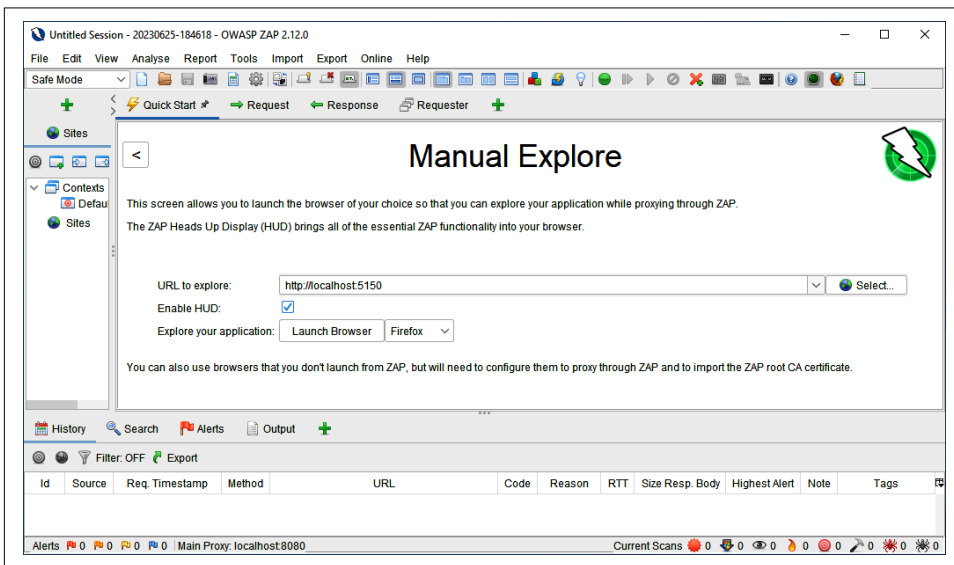 Untitled Session - 20230625-184618 - OWASP ZAP 2.12.0
File Edit View Analyse Report Tools Import Export Online Help
Safe Mode
Quick Start Request Response Requester
Sites
< Manual Explore
Contexts
Defau
Sites
This screen allows you to launch the browser of your choice so that you can explore your application while proxying through ZAP.
The ZAP Heads Up Display (HUD) brings all of the essential ZAP functionality into your browser.
URL to explore: http://localhost:5150 Select...
Enable HUD:
Explore your application: Launch Browser Firefox
You can also use browsers that you don't launch from ZAP, but will need to configure them to proxy through ZAP and to import the ZAP root CA certificate.
History Search Alerts Output
Filter: OFF Export
Id Source Req. Timestamp Method URL Code Reason RTT Size Resp. Body Highest Alert Note Tags
Alerts 0 0 0 0 Main Proxy: localhost:8080 Current Scans 0 0 0 0 0 0 0 0